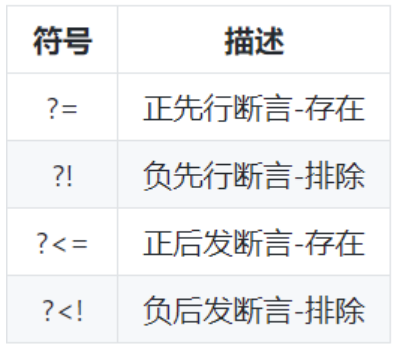 符号 描述
?= 正先行断言-存在
?! 负先行断言-排除
?<= 正后发断言-存在
?<! 负后发断言-排除